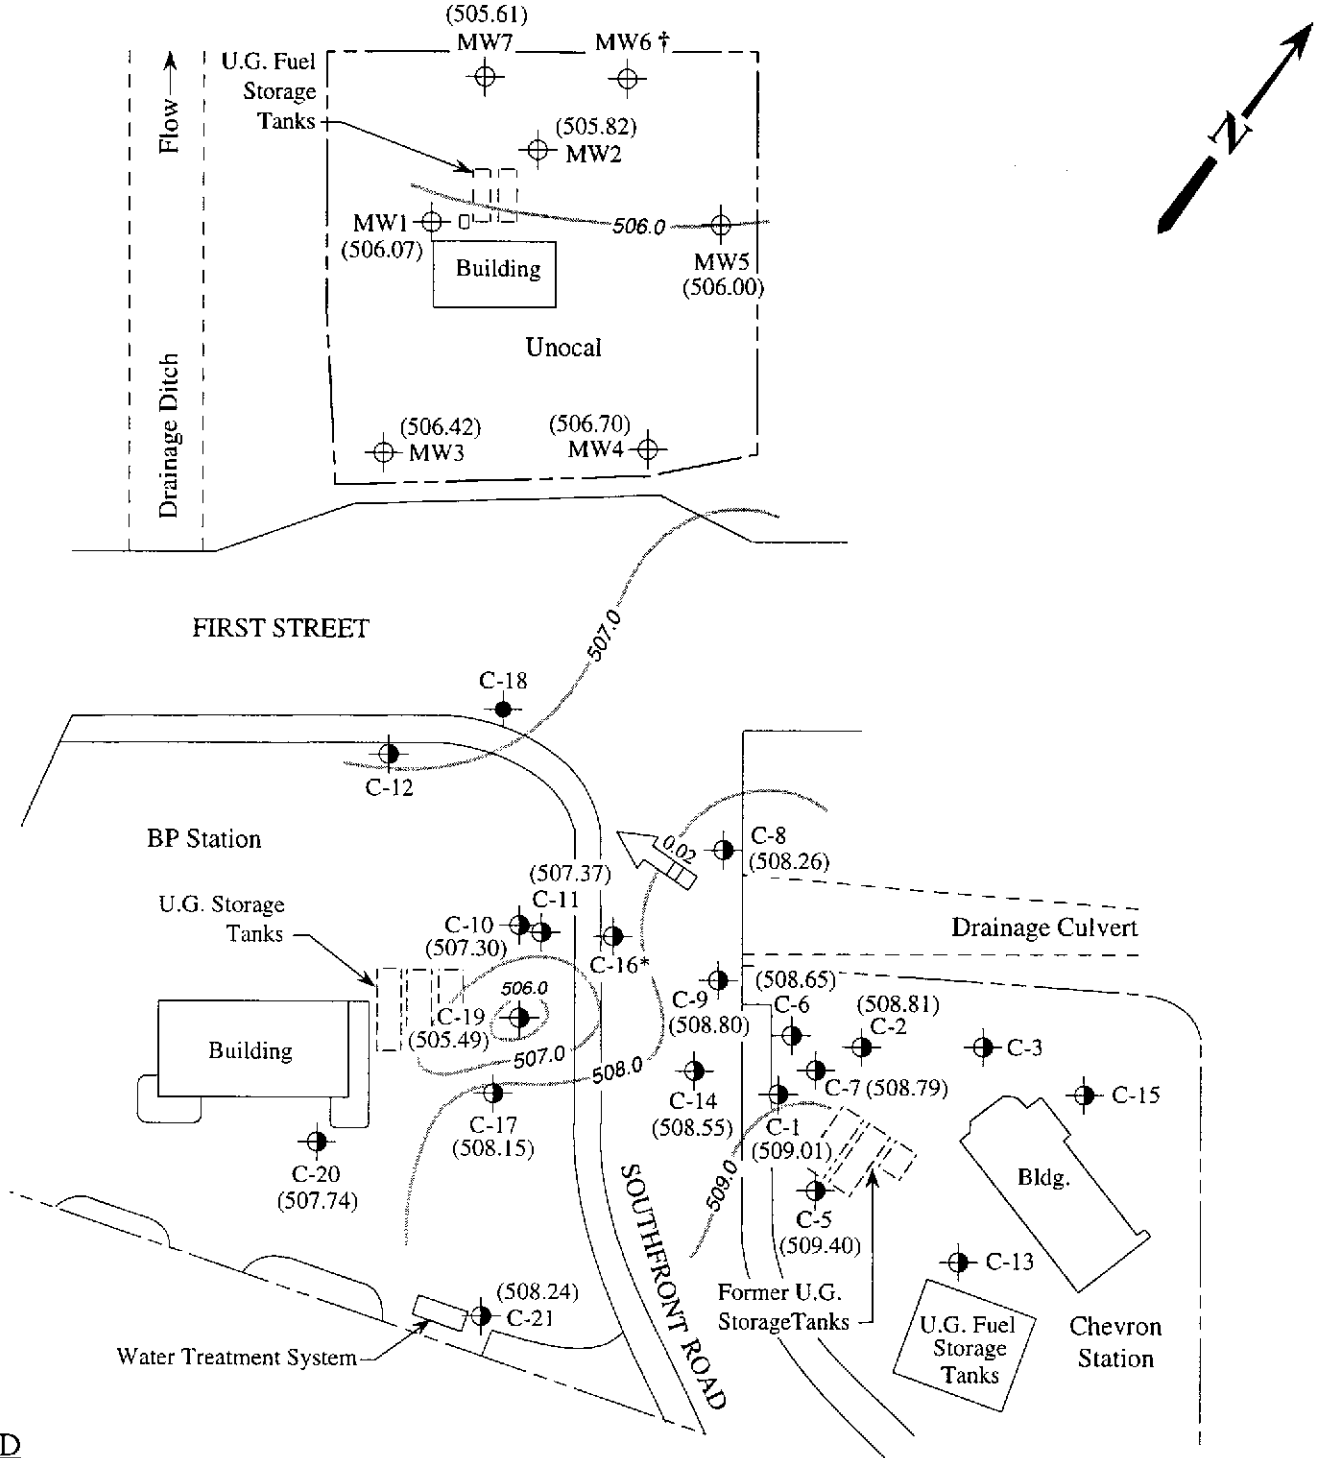 (505.61)
MW7
MW6 †
U.G. Fuel
Storage
Tanks
Flow
(505.82)
MW2
N
MW1
(506.07)
506.0
Building
MW5
(506.00)
Unocal
Drainage Ditch
(506.42)
MW3
(506.70)
MW4
507.0
FIRST STREET
C-18
C-12
BP Station
0.02
C-8
(508.26)
(507.37)
C-11
U.G. Storage
Tanks
C-10
(507.30)
C-16*
Drainage Culvert
506.0
C-19
(505.49)
507.0
508.0
C-9
(508.80)
(508.65)
C-6
(508.81)
C-2
C-3
Building
C-7 (508.79)
C-15
C-17
(508.15)
C-14
(508.55)
C-1
(509.01)
C-20
(507.74)
509.0
Bldg.
C-5
(509.40)
SOUTHFRONT ROAD
C-13
(508.24)
C-21
Former U.G.
StorageTanks
U.G. Fuel
Storage
Tanks
Chevron
Station
Water Treatment System
D